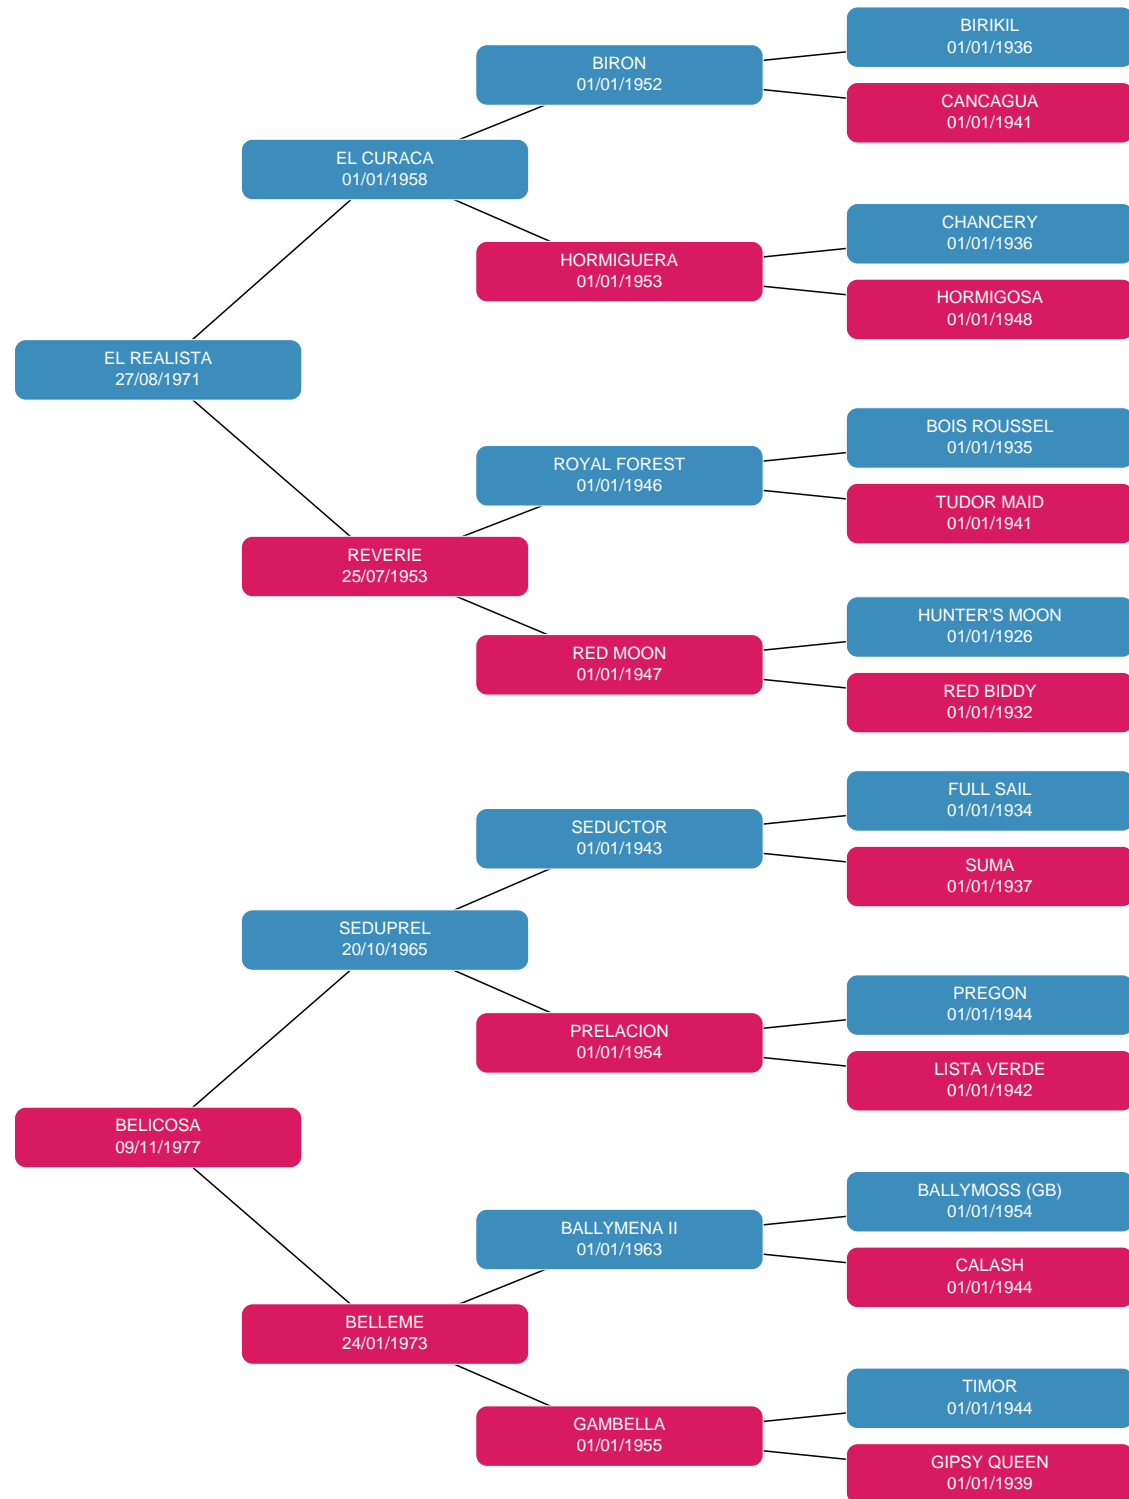 BIRIKIL
01/01/1936
BIRON
01/01/1952
CANCAGUA
01/01/1941
EL CURACA
01/01/1958
CHANCERY
01/01/1936
HORMIGUERA
01/01/1953
HORMIGOSA
01/01/1948
EL REALISTA
27/08/1971
BOIS ROUSSEL
01/01/1935
ROYAL FOREST
01/01/1946
TUDOR MAID
01/01/1941
REVERIE
25/07/1953
HUNTER'S MOON
01/01/1926
RED MOON
01/01/1947
RED BIDDY
01/01/1932
FULL SAIL
01/01/1934
SEDUCTOR
01/01/1943
SUMA
01/01/1937
SEDUPREL
20/10/1965
PREGON
01/01/1944
PRELACION
01/01/1954
LISTA VERDE
01/01/1942
BELICOSA
09/11/1977
BALLYMOSS (GB)
01/01/1954
BALLYMENA II
01/01/1963
CALASH
01/01/1944
BELLEME
24/01/1973
TIMOR
01/01/1944
GAMBELLA
01/01/1955
GIPSY QUEEN
01/01/1939